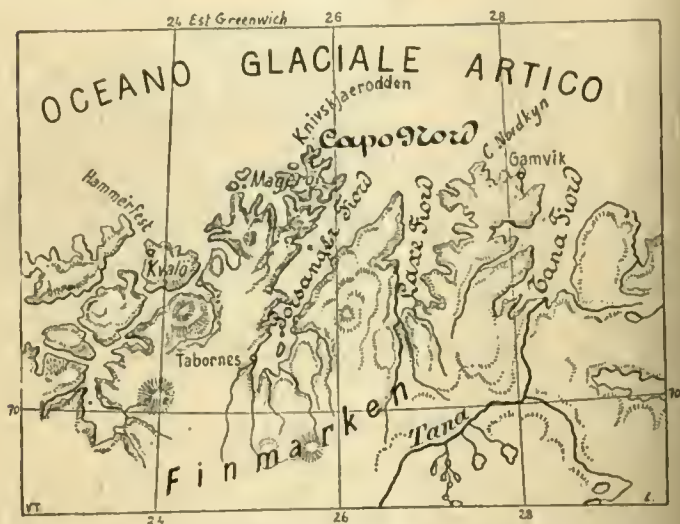 24 Est Greenwich
26
28
OCEANO GLACIALE ARTICO
Knivskjaerodden
Capo Nord
C. Nordkyn
Gamvik
Hammerfest
Kvalö
Porsanger Fiord
Laxe Fiord
Tana Fiord
Tabornes
70
70
Finmarken
Tana
VT.
24
26
28
L.